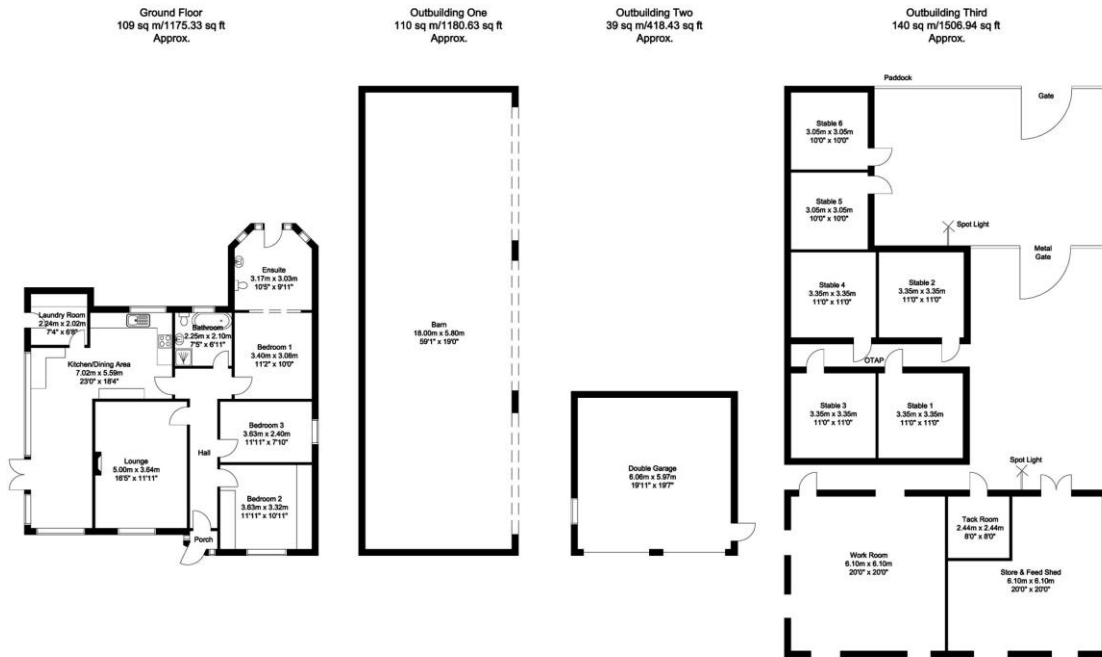 Ground Floor
109 sq m/1175.33 sq ft
Approx.
Outbuilding One
110 sq m/1180.63 sq ft
Approx.
Outbuilding Two
39 sq m/418.43 sq ft
Approx.
Outbuilding Third
140 sq m/1506.94 sq ft
Approx.
Ensuite
3.17m x 3.03m
10'5" x 9'11"
Laundry Room
2.24m x 2.02m
7'4" x 6'8"
Bathroom
2.25m x 2.10m
7'5" x 6'11"
Bedroom 1
3.40m x 3.08m
11'2" x 10'0"
Kitchen/Dining Area
7.02m x 5.59m
23'0" x 18'4"
Bedroom 3
3.63m x 2.40m
11'11" x 7'10"
Lounge
5.00m x 3.64m
16'5" x 11'11"
Hall
Bedroom 2
3.63m x 3.32m
11'11" x 10'11"
Porch
Barn
18.00m x 5.80m
59'1" x 19'0"
Double Garage
6.06m x 5.97m
19'11" x 19'7"
Paddock
Gate
Stable 6
3.05m x 3.05m
10'0" x 10'0"
Stable 5
3.05m x 3.05m
10'0" x 10'0"
Spot Light
Metal
Gate
Stable 4
3.35m x 3.35m
11'0" x 11'0"
Stable 2
3.35m x 3.35m
11'0" x 11'0"
OTAP
Stable 3
3.35m x 3.35m
11'0" x 11'0"
Stable 1
3.35m x 3.35m
11'0" x 11'0"
Spot Light
Tack Room
2.44m x 2.44m
8'0" x 8'0"
Work Room
6.10m x 6.10m
20'0" x 20'0"
Store & Feed Shed
6.10m x 6.10m
20'0" x 20'0"